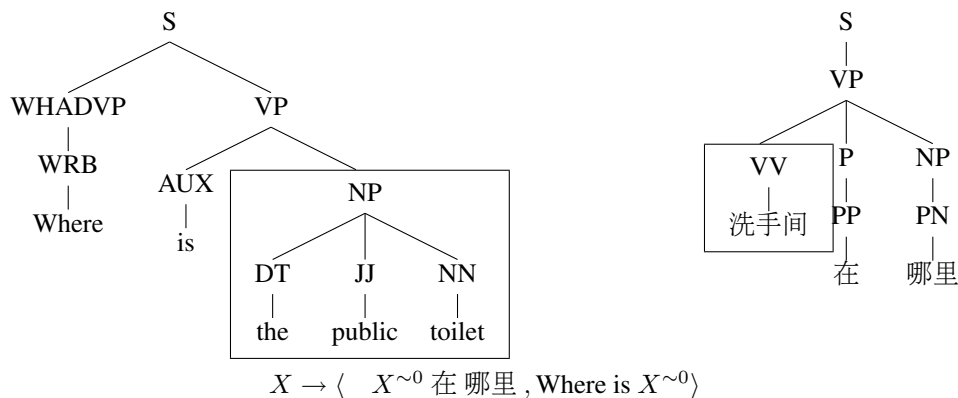 S S
VP
WHADVP VP
WRB AUX NP VV P NP
Where is 洗手间 PP PN
DT JJ NN 在 哪里
the public toilet
X → ⟨ X~0 在 哪里 , Where is X~0⟩